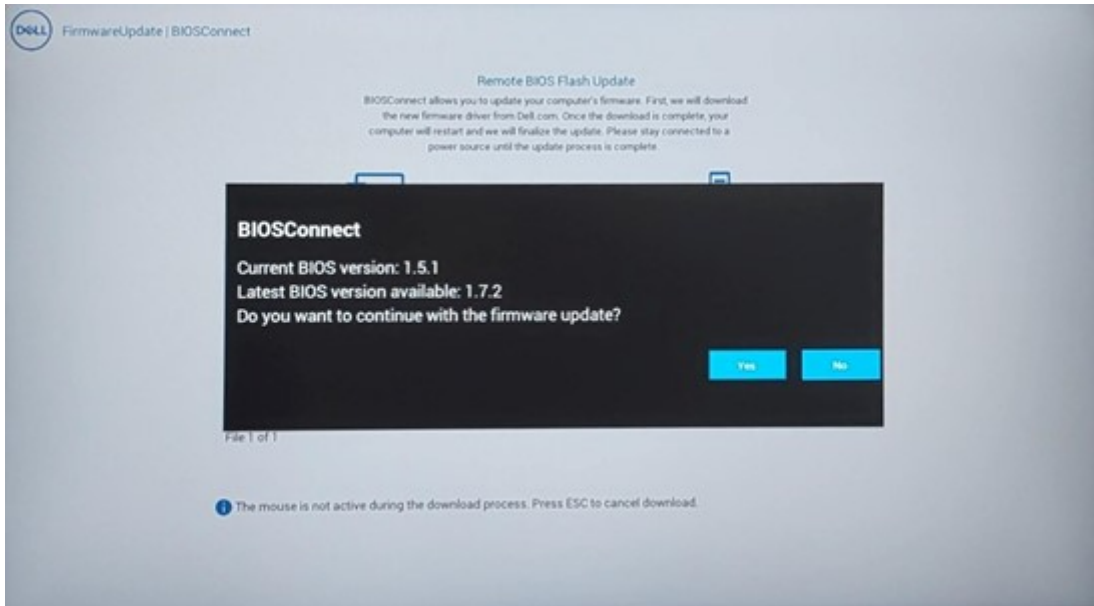 DELL
FirmwareUpdate | BIOSConnect
Remote BIOS Flash Update
BIOSConnect allows you to update your computer's firmware. First, we will download
the new firmware driver from Dell.com. Once the download is complete, your
computer will restart and we will finalize the update. Please stay connected to a
power source until the update process is complete.
BIOSConnect
Current BIOS version: 1.5.1
Latest BIOS version available: 1.7.2
Do you want to continue with the firmware update?
Yes
No
File 1 of 1
The mouse is not active during the download process. Press ESC to cancel download.